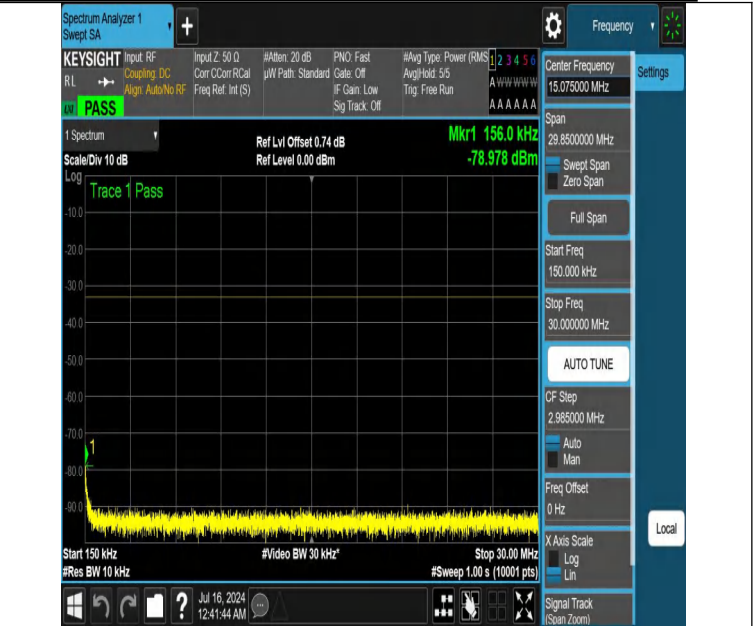 Spectrum Analyzer 1
Swept SA
+
Frequency
KEYSIGHT
RL
PASS
Input: RF
Coupling: DC
Align: Auto/No RF
Input Z: 50 Ω
Corr CCorr RCal
Freq Ref: Int (S)
#Atten: 20 dB
µW Path: Standard
PNO: Fast
Gate: Off
IF Gain: Low
Sig Track: Off
#Avg Type: Power (RMS
Avg|Hold: 5/5
Trig: Free Run
1 2 3 4 5 6
A W W W W W
A A A A A A
1 Spectrum
Scale/Div 10 dB
Ref Lvl Offset 0.74 dB
Ref Level 0.00 dBm
Mkr1 156.0 kHz
-78.978 dBm
Log
Trace 1 Pass
-10.0
-20.0
-30.0
-40.0
-50.0
-60.0
-70.0
1
-80.0
-90.0
Start 150 kHz
#Res BW 10 kHz
#Video BW 30 kHz*
Stop 30.00 MHz
#Sweep 1.00 s (10001 pts)
?
Jul 16, 2024
12:41:44 AM
Center Frequency
15.075000 MHz
Settings
Span
29.8500000 MHz
Swept Span
Zero Span
Full Span
Start Freq
150.000 kHz
Stop Freq
30.000000 MHz
AUTO TUNE
CF Step
2.985000 MHz
Auto
Man
Freq Offset
0 Hz
Local
X Axis Scale
Log
Lin
Signal Track
(Span Zoom)